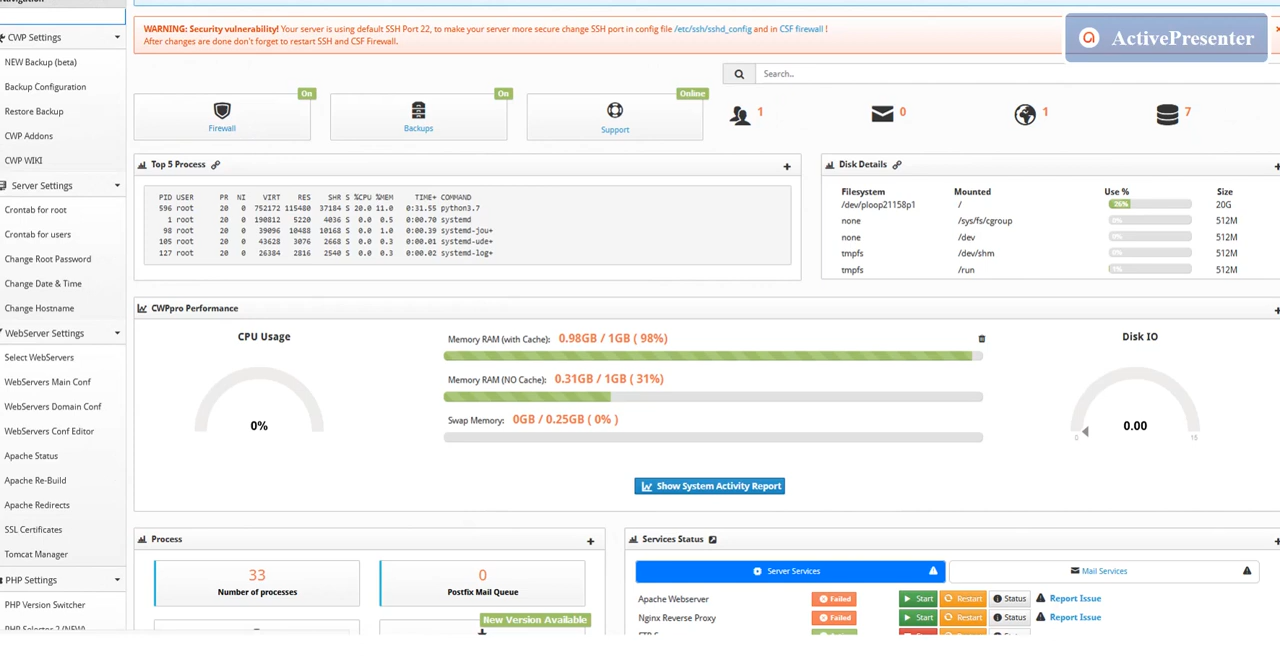 CWP Settings
NEW Backup (beta)
Backup Configuration
Restore Backup
CWP Addons
CWP WIKI
Server Settings
Crontab for root
Crontab for users
Change Root Password
Change Date & Time
Change Hostname
WebServer Settings
Select WebServers
WebServers Main Conf
WebServers Domain Conf
WebServers Conf Editor
Apache Status
Apache Re-Build
Apache Redirects
SSL Certificates
Tomcat Manager
PHP Settings
PHP Version Switcher
WARNING: Security vulnerability! Your server is using default SSH Port 22, to make your server more secure change SSH port in config file /etc/ssh/sshd_config and in CSF firewall !
After changes are done don't forget to restart SSH and CSF Firewall.
ActivePresenter
Search..
On
Firewall
On
Backups
Online
Support
1
0
1
7
Top 5 Process
PID USER PR NI VIRT RES SHR S %CPU %MEM TIME+ COMMAND
596 root 20 0 752172 115480 37184 S 20.0 11.0 0:31.55 python3.7
1 root 20 0 190812 5220 4036 S 0.0 0.5 0:00.70 systemd
98 root 20 0 39096 10488 10168 S 0.0 1.0 0:00.39 systemd-jou+
105 root 20 0 43628 3076 2668 S 0.0 0.3 0:00.01 systemd-ude+
127 root 20 0 26384 2816 2540 S 0.0 0.3 0:00.02 systemd-log+
Disk Details
Filesystem Mounted Use % Size
/dev/ploop21158p1 / 26% 20G
none /sys/fs/cgroup 0% 512M
none /dev 0% 512M
tmpfs /dev/shm 0% 512M
tmpfs /run 1% 512M
CWPpro Performance
CPU Usage
0%
Memory RAM (with Cache): 0.98GB / 1GB ( 98%)
Memory RAM (NO Cache): 0.31GB / 1GB ( 31%)
Swap Memory: 0GB / 0.25GB ( 0% )
Disk IO
0.00
0 15
Show System Activity Report
Process
33
Number of processes
0
Postfix Mail Queue
New Version Available
Services Status
Server Services
Mail Services
Apache Webserver Failed Start Restart Status Report Issue
Nginx Reverse Proxy Failed Start Restart Status Report Issue